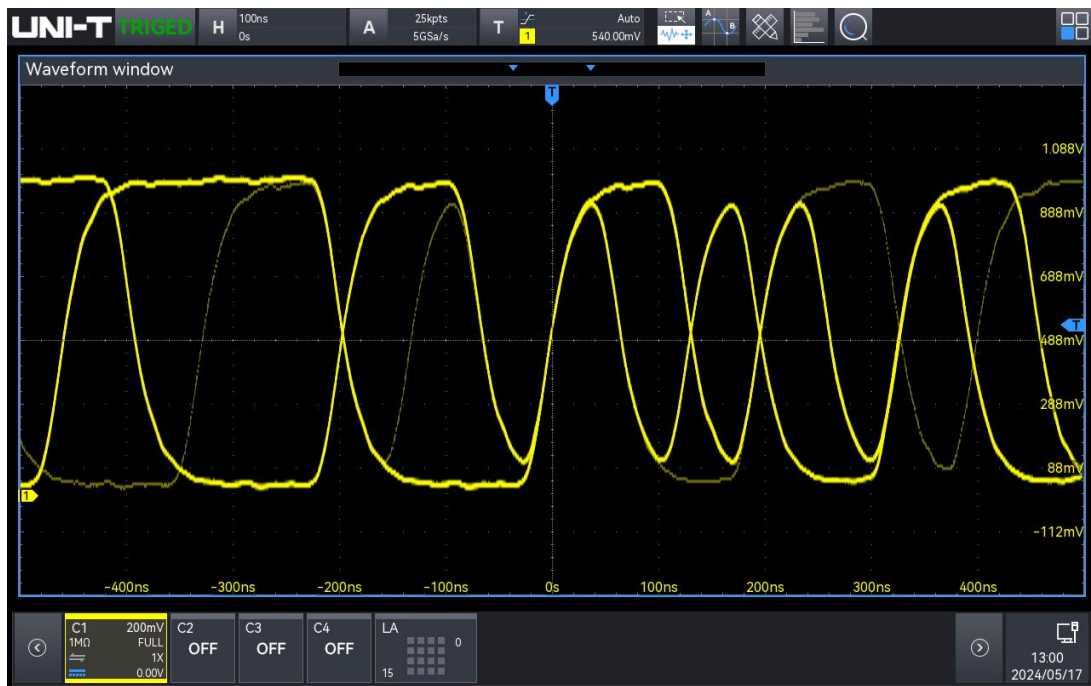 UNI-T TRIGED H 100ns A 25kpts T Auto
0s 5GSa/s 1 540.00mV
A B
Waveform window
T
1.088V
888mV
688mV
T
488mV
288mV
88mV
1
-112mV
-400ns -300ns -200ns -100ns 0s 100ns 200ns 300ns 400ns
C1 200mV C2 C3 C4 LA
1MΩ FULL OFF OFF OFF 0
1X
0.00V 15
13:00
2024/05/17